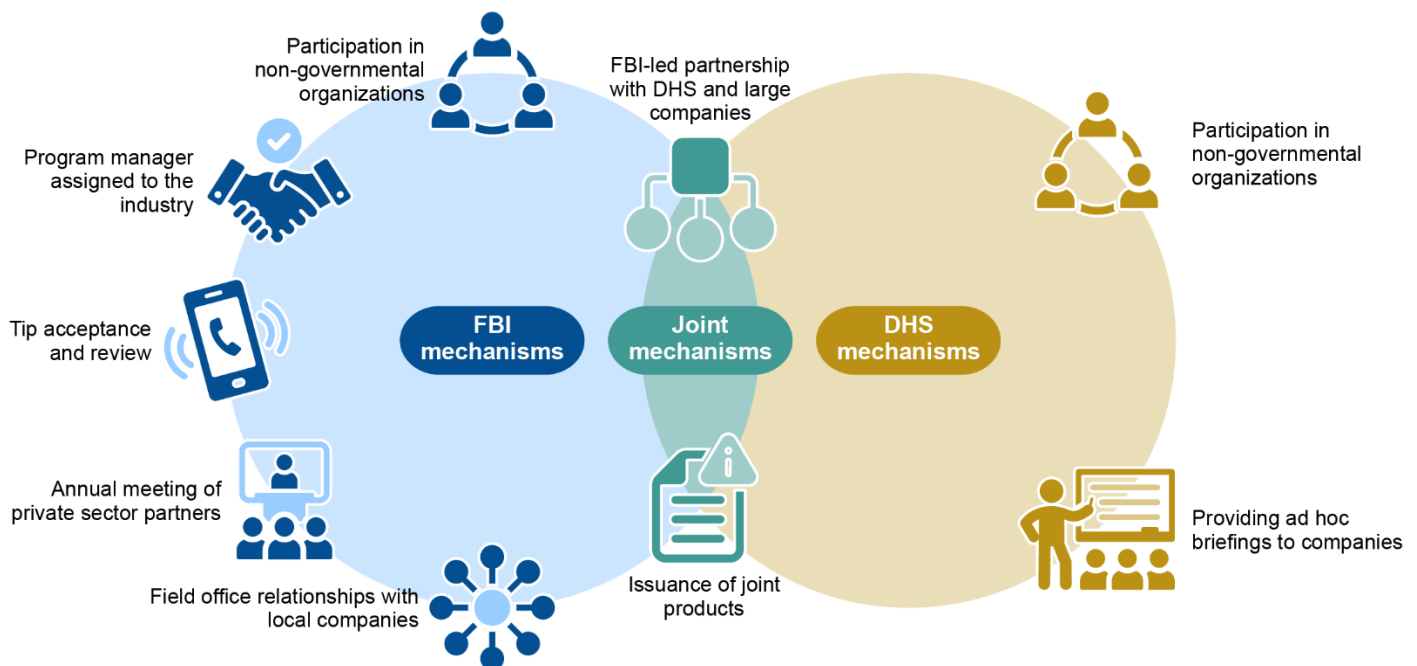 Participation in
non-governmental
organizations
FBI-led partnership
with DHS and large
companies
Participation in
non-governmental
organizations
Program manager
assigned to the
industry
Tip acceptance
and review
FBI
mechanisms
Joint
mechanisms
DHS
mechanisms
Annual meeting of
private sector partners
Providing ad hoc
briefings to companies
Field office relationships with
local companies
Issuance of joint
products